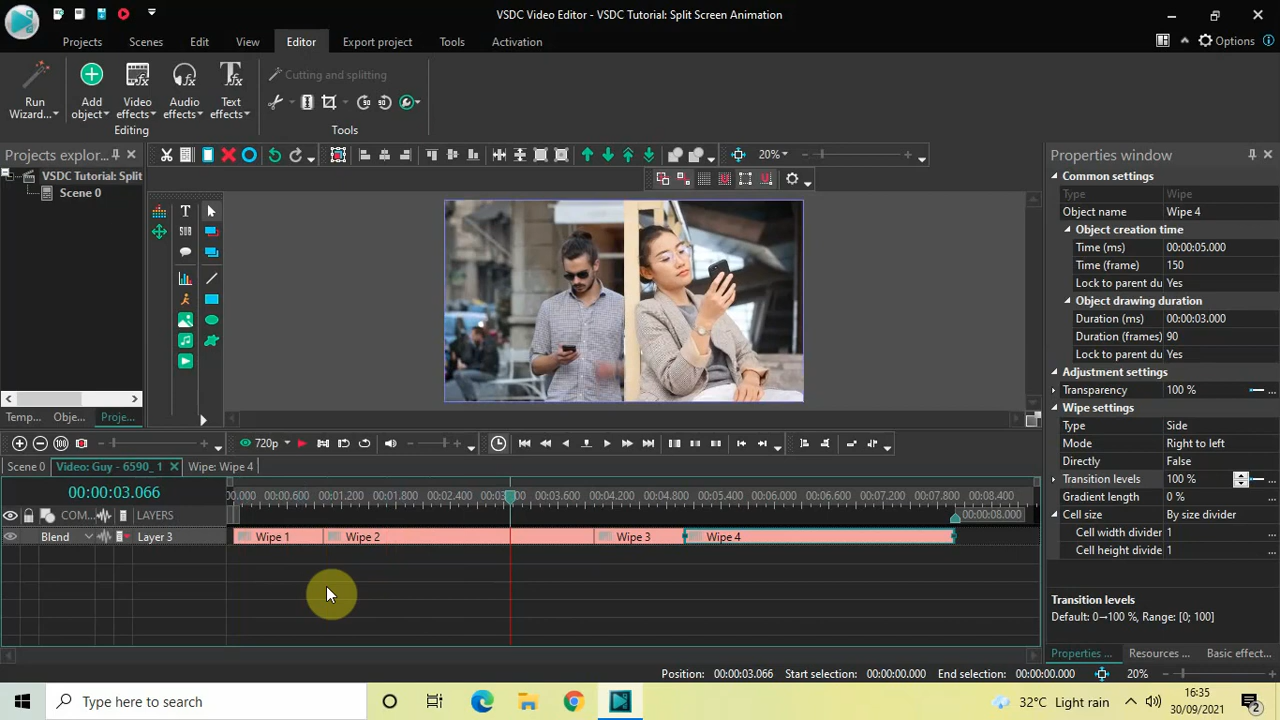 VSDC Video Editor - VSDC Tutorial: Split Screen Animation
Projects Scenes Edit View Editor Export project Tools Activation
Options
Run Wizard...
Add object
Video effects
Audio effects
Text effects
Editing
Cutting and splitting
Tools
Projects explor...
VSDC Tutorial: Split
Scene 0
20%
T
SUB
Temp... Obje... Proje...
Properties window
Common settings
Type Wipe
Object name Wipe 4
Object creation time
Time (ms) 00:00:05.000
Time (frame) 150
Lock to parent du Yes
Object drawing duration
Duration (ms) 00:00:03.000
Duration (frames) 90
Lock to parent du Yes
Adjustment settings
Transparency 100 %
Wipe settings
Type Side
Mode Right to left
Directly False
Transition levels 100 %
Gradient length 0 %
Cell size By size divider
Cell width divider 1
Cell height divide 1
Transition levels
Default: 0→100 %, Range: [0; 100]
Properties ... Resources ... Basic effect...
720p
Scene 0 Video: Guy - 6590_ 1 Wipe: Wipe 4
00:00:03.066
0.000 00:00.600 00:01.200 00:01.800 00:02.400 00:03.600 00:04.200 00:04.800 00:05.400 00:06.000 00:06.600 00:07.200 00:07.800 00:08.400
00:00:08.000
COM... LAYERS
Blend Layer 3
Wipe 1 Wipe 2 Wipe 3 Wipe 4
Position: 00:00:03.066 Start selection: 00:00:00.000 End selection: 00:00:00.000 20%
Type here to search
32°C Light rain
16:35
30/09/2021
2